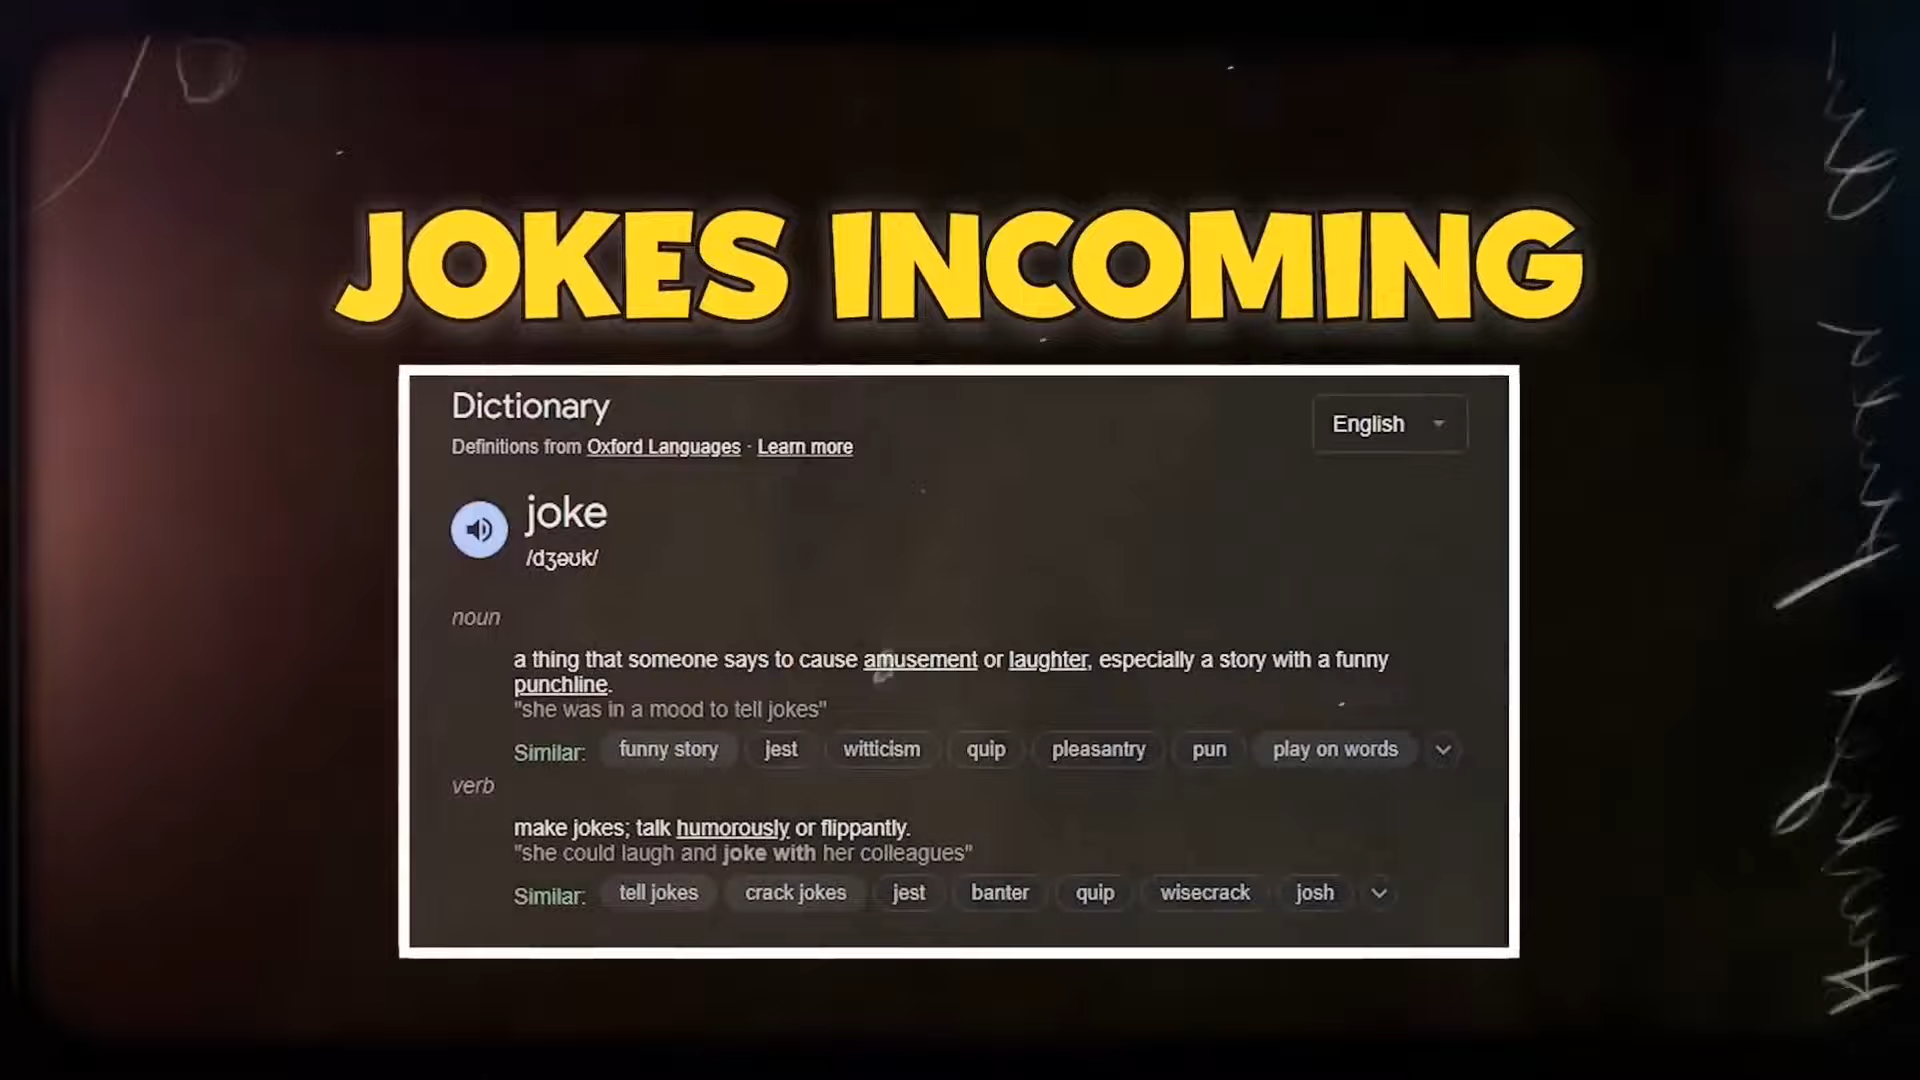 JOKES INCOMING
Dictionary
English
Definitions from Oxford Languages · Learn more
joke
/dʒəʊk/
noun
a thing that someone says to cause amusement or laughter, especially a story with a funny
punchline.
"she was in a mood to tell jokes"
Similar: funny story jest witticism quip pleasantry pun play on words
verb
make jokes; talk humorously or flippantly.
"she could laugh and joke with her colleagues"
Similar: tell jokes crack jokes jest banter quip wisecrack josh